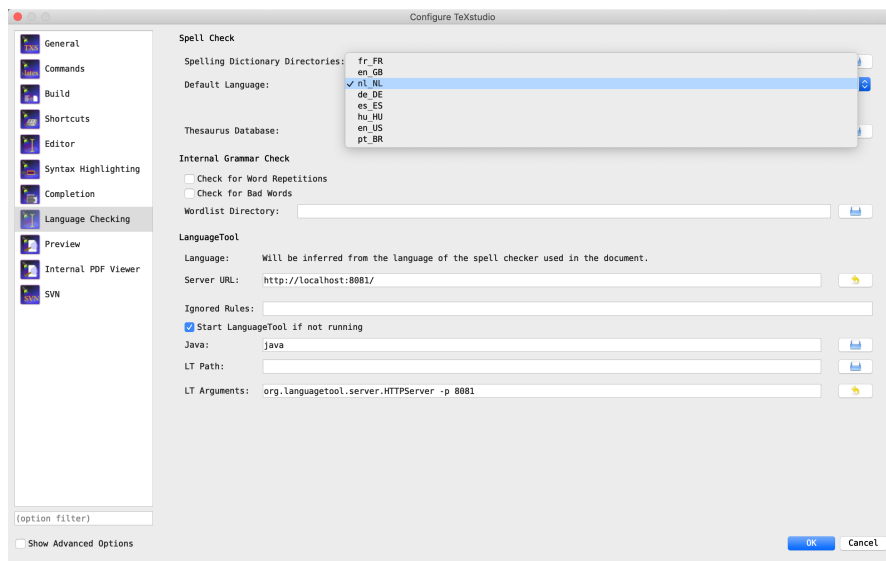 Configure TeXstudio
General
Commands
Build
Shortcuts
Editor
Syntax Highlighting
Completion
Language Checking
Preview
Internal PDF Viewer
SVN
(option filter)
Show Advanced Options
Spell Check
Spelling Dictionary Directories:
Default Language:
fr_FR
en_GB
✓ nl_NL
de_DE
es_ES
hu_HU
en_US
pt_BR
Thesaurus Database:
Internal Grammar Check
Check for Word Repetitions
Check for Bad Words
Wordlist Directory:
LanguageTool
Language: Will be inferred from the language of the spell checker used in the document.
Server URL: http://localhost:8081/
Ignored Rules:
Start LanguageTool if not running
Java: java
LT Path:
LT Arguments: org.languagetool.server.HTTPServer -p 8081
OK Cancel